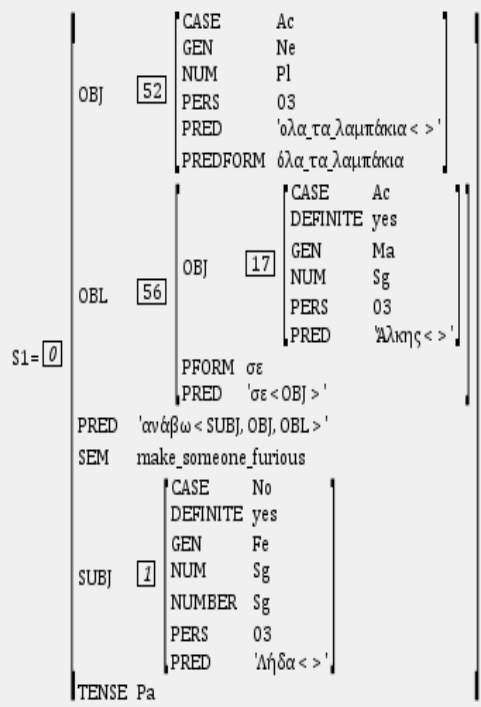 CASE Ac
GEN Ne
NUM Pl
OBJ 52
PERS 03
PRED 'ολα_τα_λαμπάκια< >'
PREDFORM όλα_τα_λαμπάκια
CASE Ac
DEFINITE yes
GEN Ma
OBJ 17
NUM Sg
OBL 56
PERS 03
PRED 'Άλκης< >'
S1= 0
PFORM σε
PRED 'σε<OBJ>'
PRED 'ανάβω< SUBJ, OBJ, OBL >'
SEM make_someone_furious
CASE No
DEFINITE yes
GEN Fe
SUBJ 1 NUM Sg
NUMBER Sg
PERS 03
PRED 'Λήδα< >'
TENSE Pa